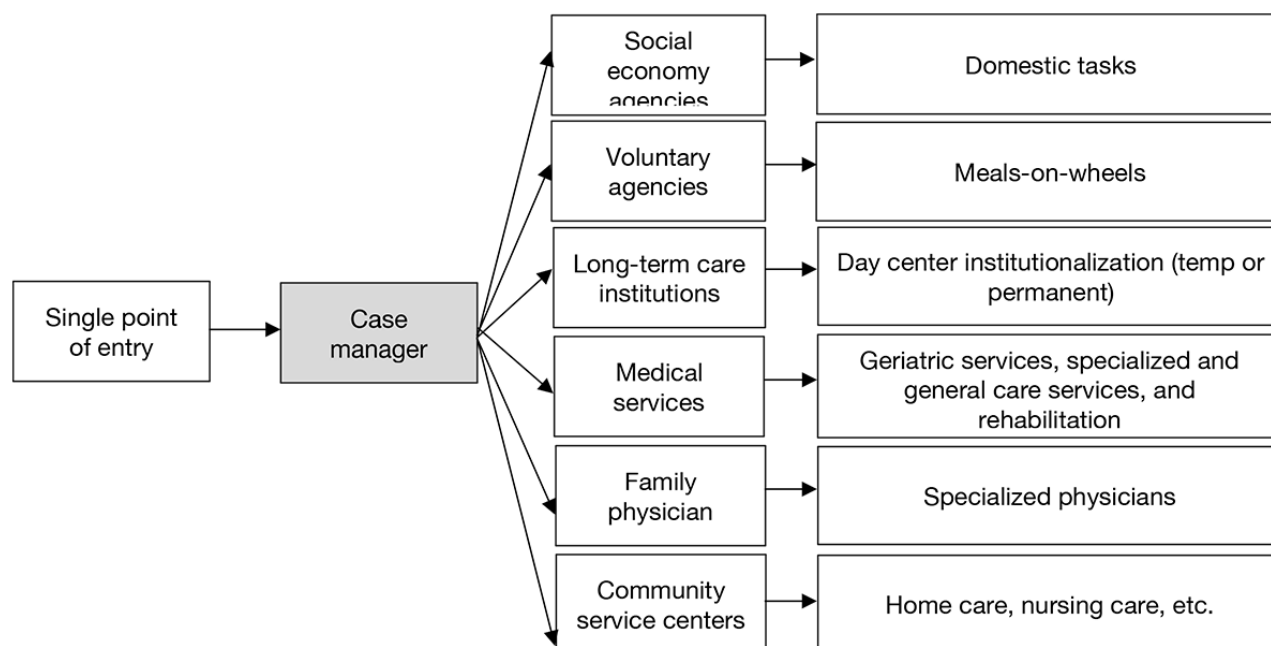 Social
economy
agencies
Domestic tasks
Voluntary
agencies
Meals-on-wheels
Long-term care
institutions
Day center institutionalization (temp or
permanent)
Single point
of entry
Case
manager
Medical
services
Geriatric services, specialized and
general care services, and
rehabilitation
Family
physician
Specialized physicians
Community
service centers
Home care, nursing care, etc.